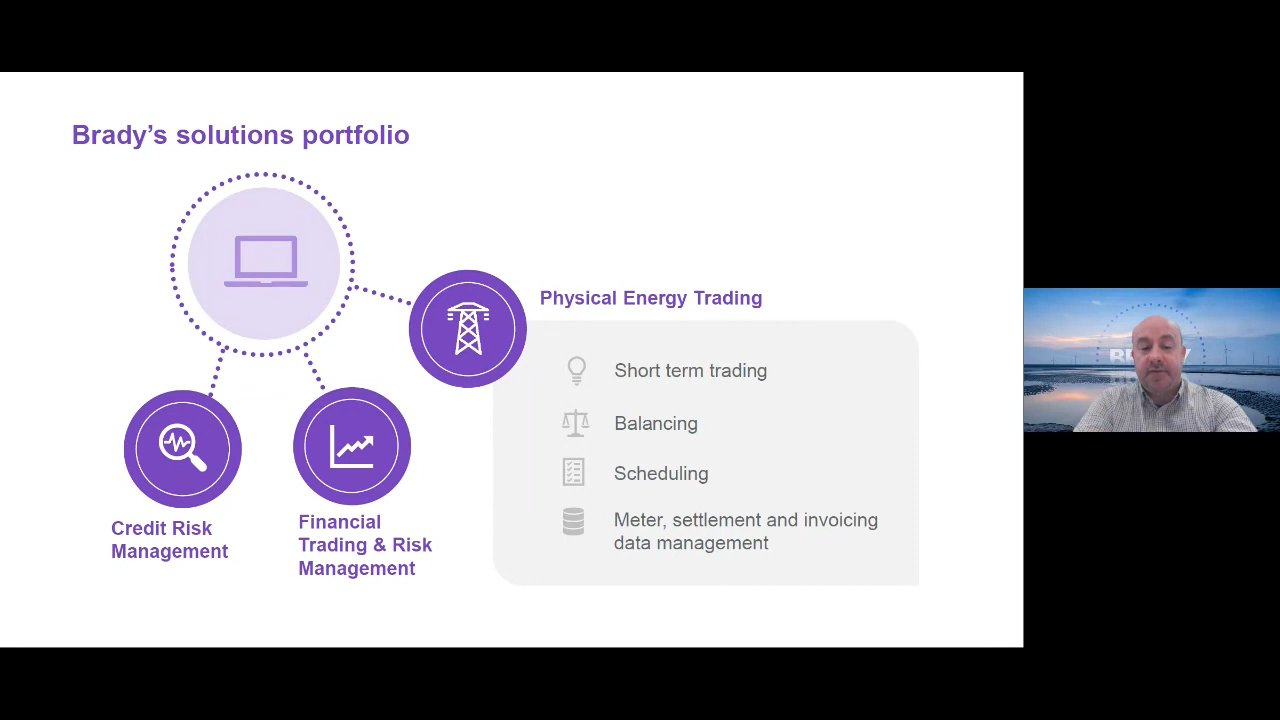 Brady's solutions portfolio
Physical Energy Trading
Short term trading
Balancing
Scheduling
Meter, settlement and invoicing
data management
Credit Risk
Management
Financial
Trading & Risk
Management